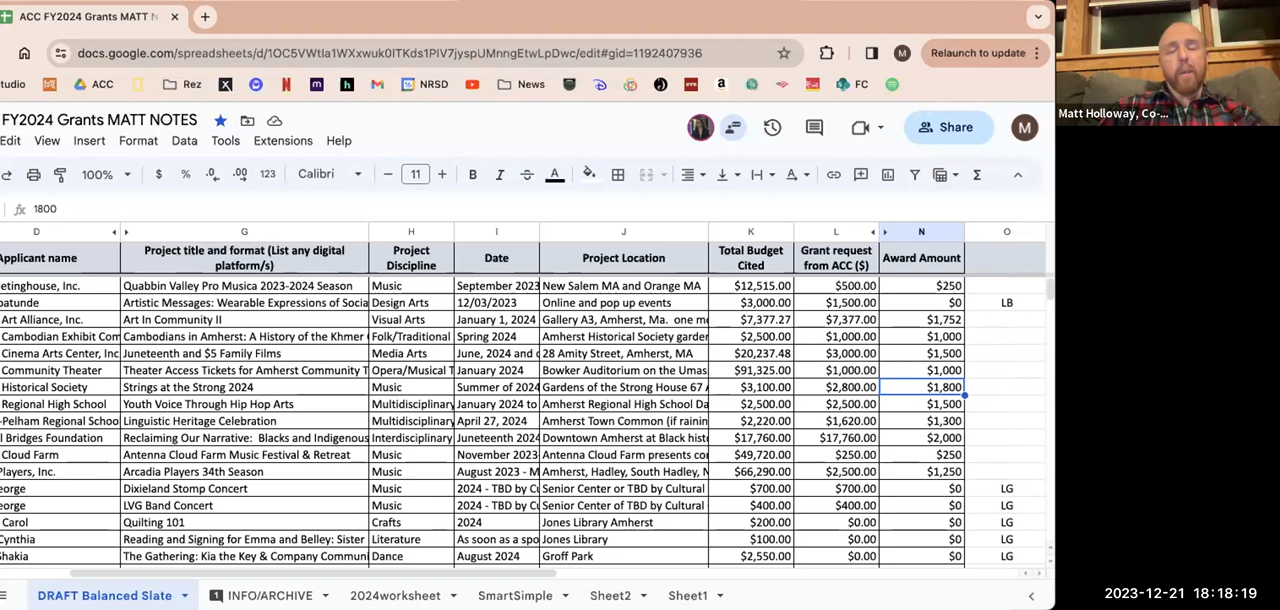 ACC FY2024 Grants MATT N
docs.google.com/spreadsheets/d/1OC5VWtIa1WXxwuk0ITKds1PIV7jyspUMnngEtwLpDwc/edit#gid=1192407936
M
Relaunch to update
tudio
ACC
Rez
NRSD
News
FC
FY2024 Grants MATT NOTES
Share
M
Edit View Insert Format Data Tools Extensions Help
100% $ % .0 .00 123 Calibri 11 B I A
fx 1800
D G H I J K L N O
Applicant name Project title and format (List any digital platform/s) Project Discipline Date Project Location Total Budget Cited Grant request from ACC ($) Award Amount
etinghouse, Inc. Quabbin Valley Pro Musica 2023-2024 Season Music September 2023 New Salem MA and Orange MA $12,515.00 $500.00 $250
patunde Artistic Messages: Wearable Expressions of Socia Design Arts 12/03/2023 Online and pop up events $3,000.00 $1,500.00 $0 LB
Art Alliance, Inc. Art In Community II Visual Arts January 1, 2024 Gallery A3, Amherst, Ma. one me $7,377.27 $7,377.00 $1,752
Cambodian Exhibit Com Cambodians in Amherst: A History of the Khmer Folk/Traditional Spring 2024 Amherst Historical Society garden $2,500.00 $1,000.00 $1,000
Cinema Arts Center, Inc Juneteenth and $5 Family Films Media Arts June, 2024 and 28 Amity Street, Amherst, MA $20,237.48 $3,000.00 $1,500
Community Theater Theater Access Tickets for Amherst Community T Opera/Musical T January 2024 Bowker Auditorium on the Umas $91,325.00 $1,000.00 $1,000
Historical Society Strings at the Strong 2024 Music Summer of 2024 Gardens of the Strong House 67 $3,100.00 $2,800.00 $1,800
Regional High School Youth Voice Through Hip Hop Arts Multidisciplinary January 2024 to Amherst Regional High School Da $2,500.00 $2,500.00 $1,500
-Pelham Regional Schoo Linguistic Heritage Celebration Multidisciplinary April 27, 2024 Amherst Town Common (if rainin $2,220.00 $1,620.00 $1,300
l Bridges Foundation Reclaiming Our Narrative: Blacks and Indigenous Interdisciplinary Juneteenth 2024 Downtown Amherst at Black hist $17,760.00 $17,760.00 $2,000
Cloud Farm Antenna Cloud Farm Music Festival & Retreat Music November 2023 Antenna Cloud Farm presents co $49,720.00 $250.00 $250
Players, Inc. Arcadia Players 34th Season Music August 2023 - M Amherst, Hadley, South Hadley, N $66,290.00 $2,500.00 $1,250
eorge Dixieland Stomp Concert Music 2024 - TBD by Cu Senior Center or TBD by Cultural $700.00 $700.00 $0 LG
eorge LVG Band Concert Music 2024 - TBD by Cu Senior Center of TBD by Cultural $400.00 $400.00 $0 LG
Carol Quilting 101 Crafts 2024 Jones Library Amherst $200.00 $0.00 $0 LG
Cynthia Reading and Signing for Emma and Belley: Sister Literature As soon as a spo Jones Library $100.00 $0.00 $0 LG
Shakia The Gathering: Kia the Key & Company Communi Dance August 2024 Groff Park $2,550.00 $0.00 $0 LG
DRAFT Balanced Slate 1 INFO/ARCHIVE 2024worksheet SmartSimple Sheet2 Sheet1
Matt Holloway, Co-...
2023-12-21 18:18:19